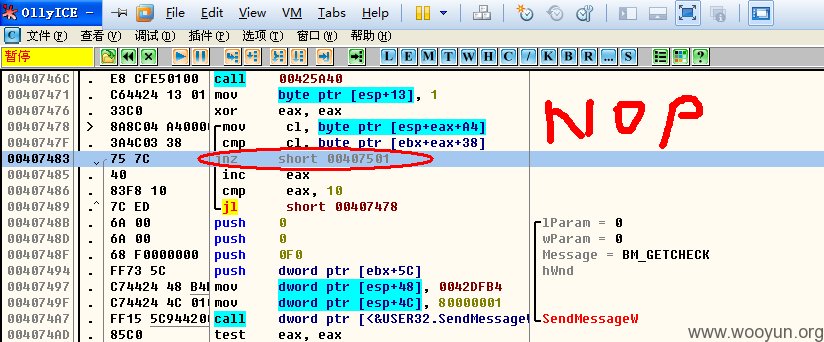 OllyICE File Edit View VM Tabs Help
C 文件(F) 查看(V) 调试(D) 插件(P) 选项(T) 窗口(W) 帮助(H)
暂停 L E M T W H C / K B R ... S ?
0040746C . E8 CFE50100 call 00425A40
00407471 . C64424 13 01 mov byte ptr [esp+13], 1
00407476 . 33C0 xor eax, eax
00407478 > 8A8C04 A40000 mov cl, byte ptr [esp+eax+A4]
0040747F . 3A4C03 38 cmp cl, byte ptr [ebx+eax+38]
00407483 75 7C jnz short 00407501
00407485 . 40 inc eax
00407486 . 83F8 10 cmp eax, 10
00407489 .^ 7C ED jl short 00407478
0040748B . 6A 00 push 0 lParam = 0
0040748D . 6A 00 push 0 wParam = 0
0040748F . 68 F0000000 push 0F0 Message = BM_GETCHECK
00407494 . FF73 5C push dword ptr [ebx+5C] hWnd
00407497 . C74424 48 B4 mov dword ptr [esp+48], 0042DFB4
0040749F . C74424 4C 01 mov dword ptr [esp+4C], 80000001
004074A7 . FF15 5C944200 call dword ptr [<&USER32.SendMessageW SendMessageW
004074AD . 85C0 test eax, eax
NOP
www.wooyun.org